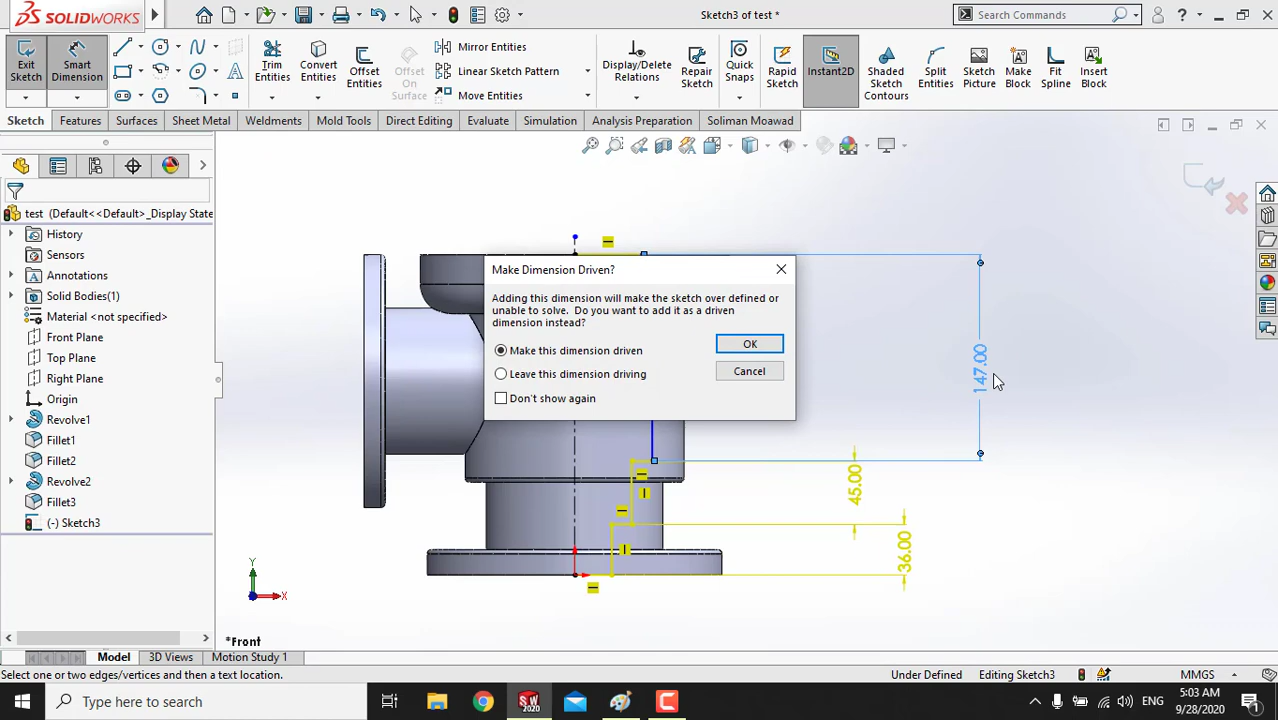 SOLIDWORKS
Sketch3 of test *
Search Commands
?
Exit
Sketch
Smart
Dimension
Trim
Entities
Convert
Entities
Offset
Entities
Offset
On
Surface
Mirror Entities
Linear Sketch Pattern
Move Entities
Display/Delete
Relations
Repair
Sketch
Quick
Snaps
Rapid
Sketch
Instant2D
Shaded
Sketch
Contours
Split
Entities
Sketch
Picture
Make
Block
Fit
Spline
Insert
Block
Sketch Features Surfaces Sheet Metal Weldments Mold Tools Direct Editing Evaluate Simulation Analysis Preparation Soliman Moawad
test (Default<<Default>_Display State
History
Sensors
Annotations
Solid Bodies(1)
Material <not specified>
Front Plane
Top Plane
Right Plane
Origin
Revolve1
Fillet1
Fillet2
Revolve2
Fillet3
(-) Sketch3
Make Dimension Driven?
Adding this dimension will make the sketch over defined or
unable to solve. Do you want to add it as a driven
dimension instead?
Make this dimension driven
OK
Leave this dimension driving
Cancel
Don't show again
147.00
45.00
36.00
Y
X
*Front
Model 3D Views Motion Study 1
Select one or two edges/vertices and then a text location.
Under Defined Editing Sketch3 MMGS
Type here to search
SW
2020
ENG
5:03 AM
9/28/2020
1